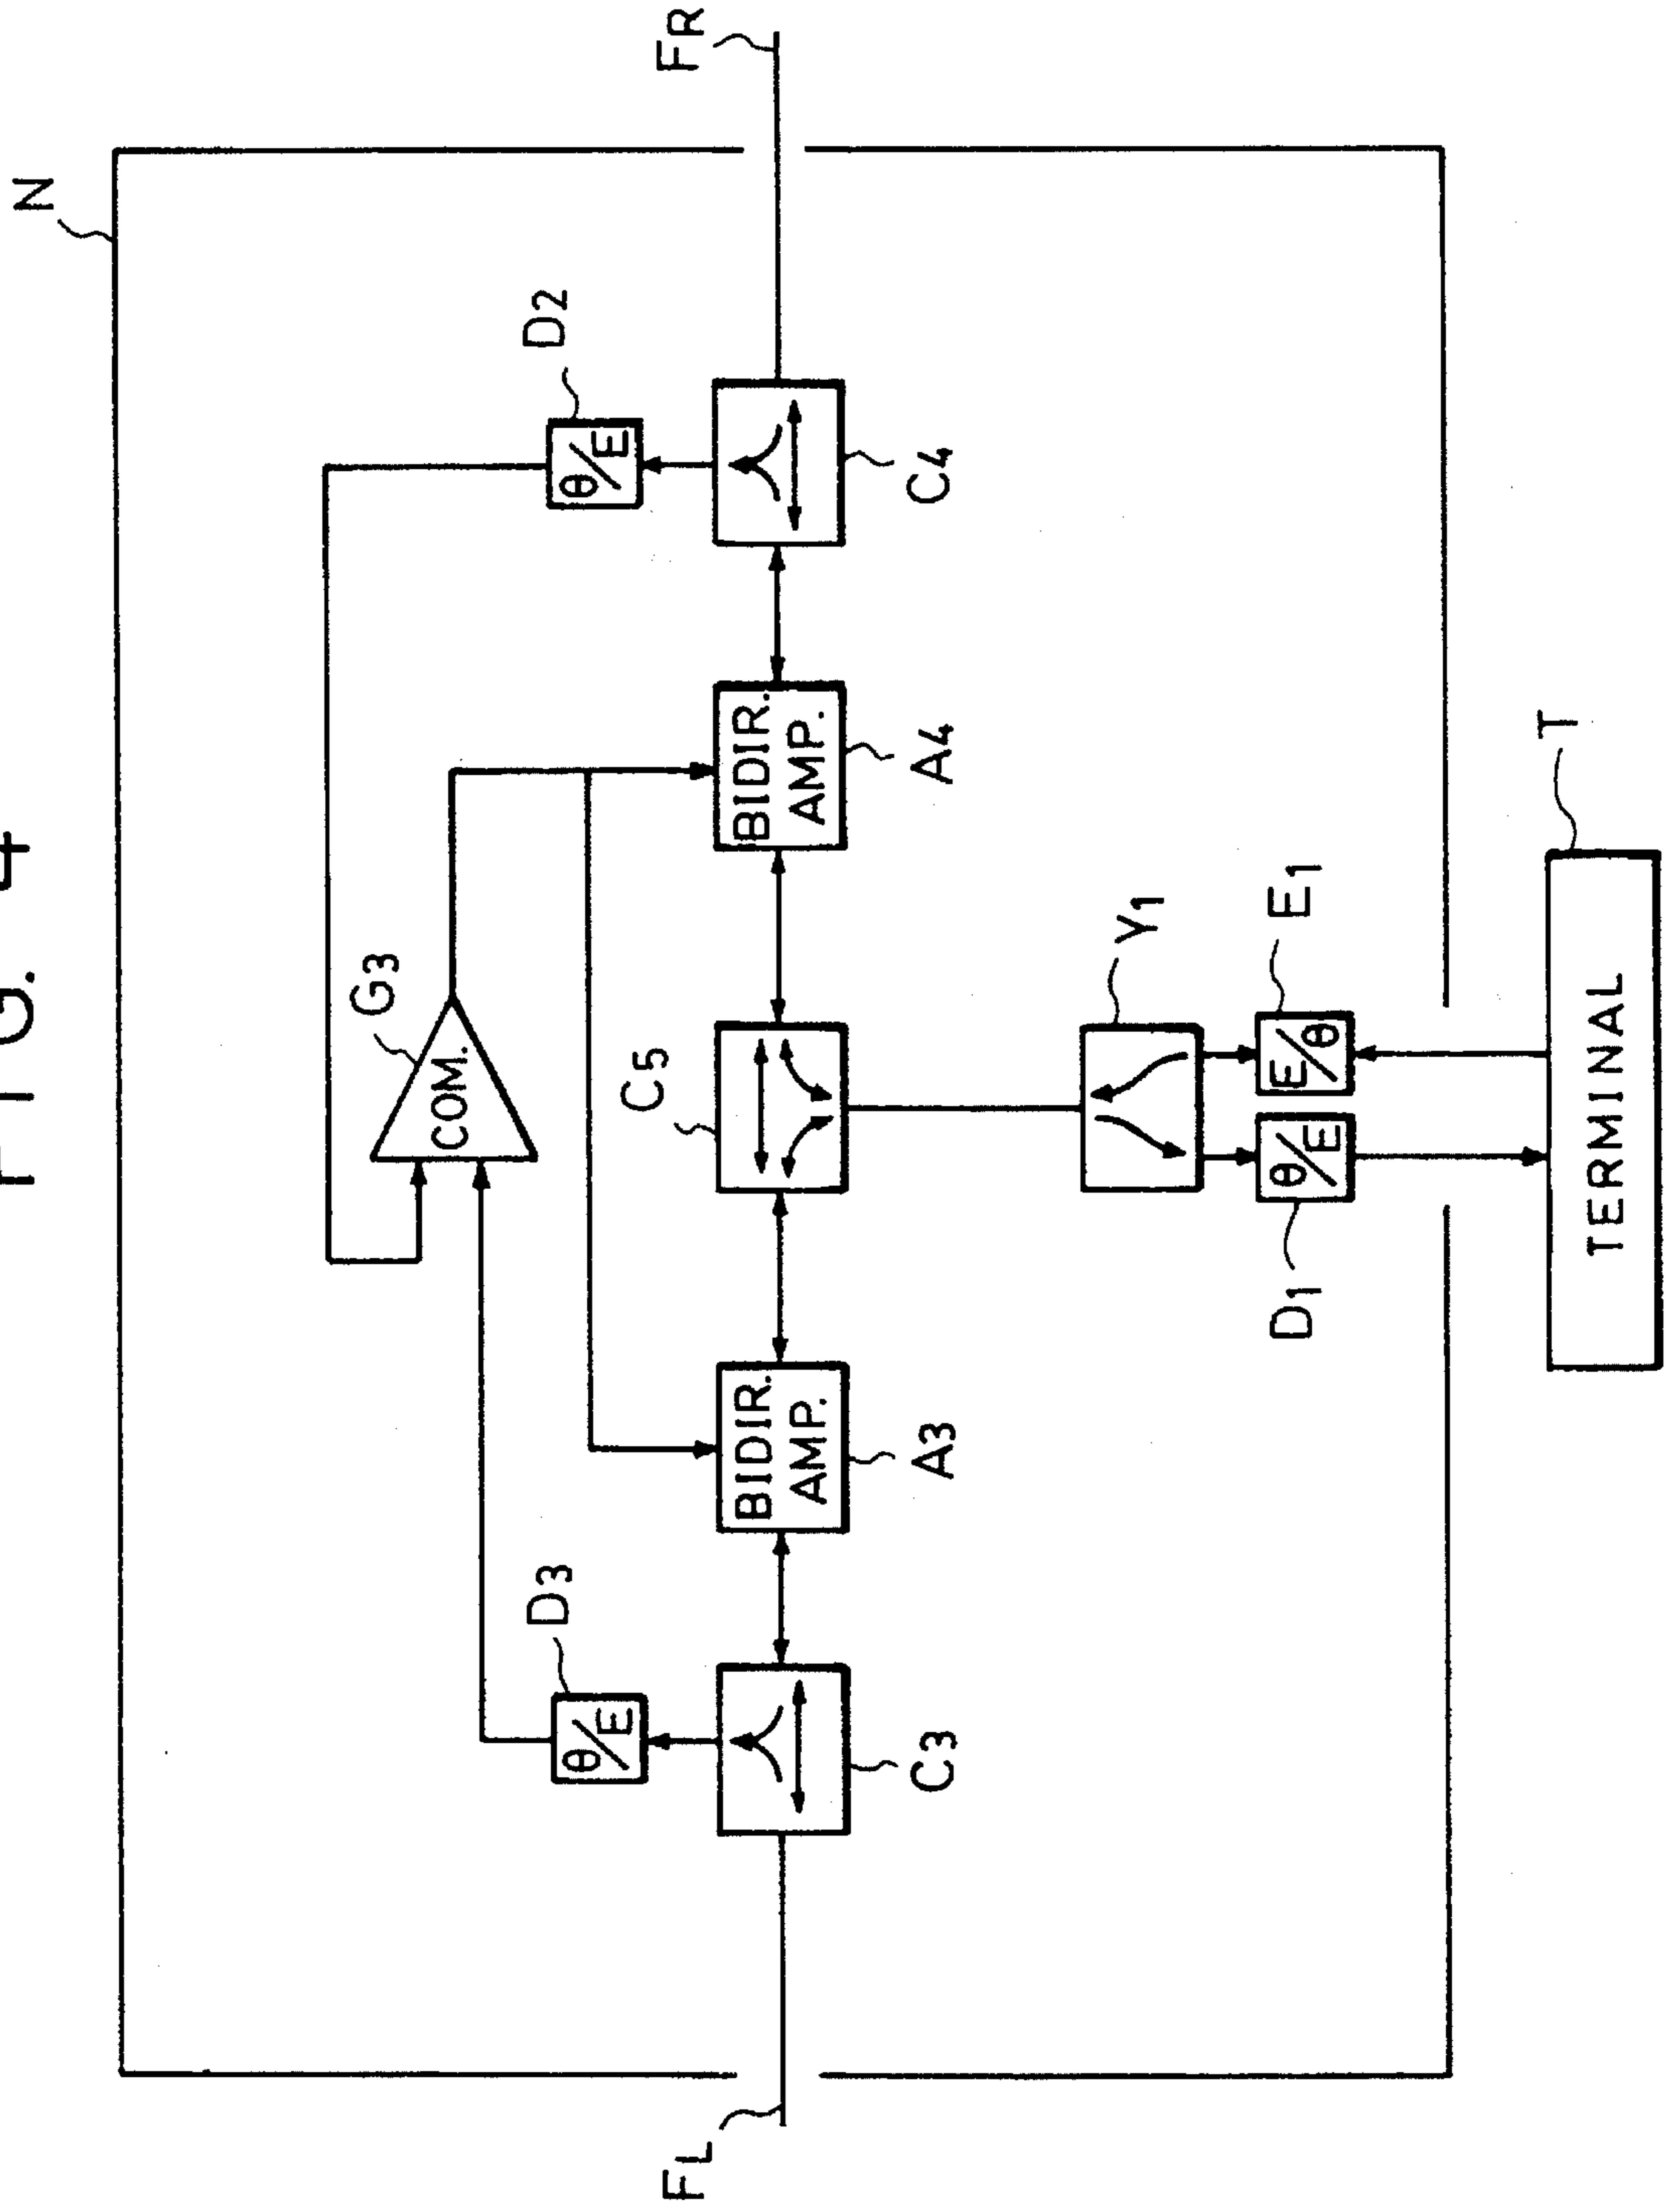 FIG. 4
N
FL
FR
D3
θ/E
D2
θ/E
G3
COM.
C3
BIDIR.
AMP.
A3
C5
BIDIR.
AMP.
A4
C4
Y1
D1
θ/E
E/θ
E1
TERMINAL
T